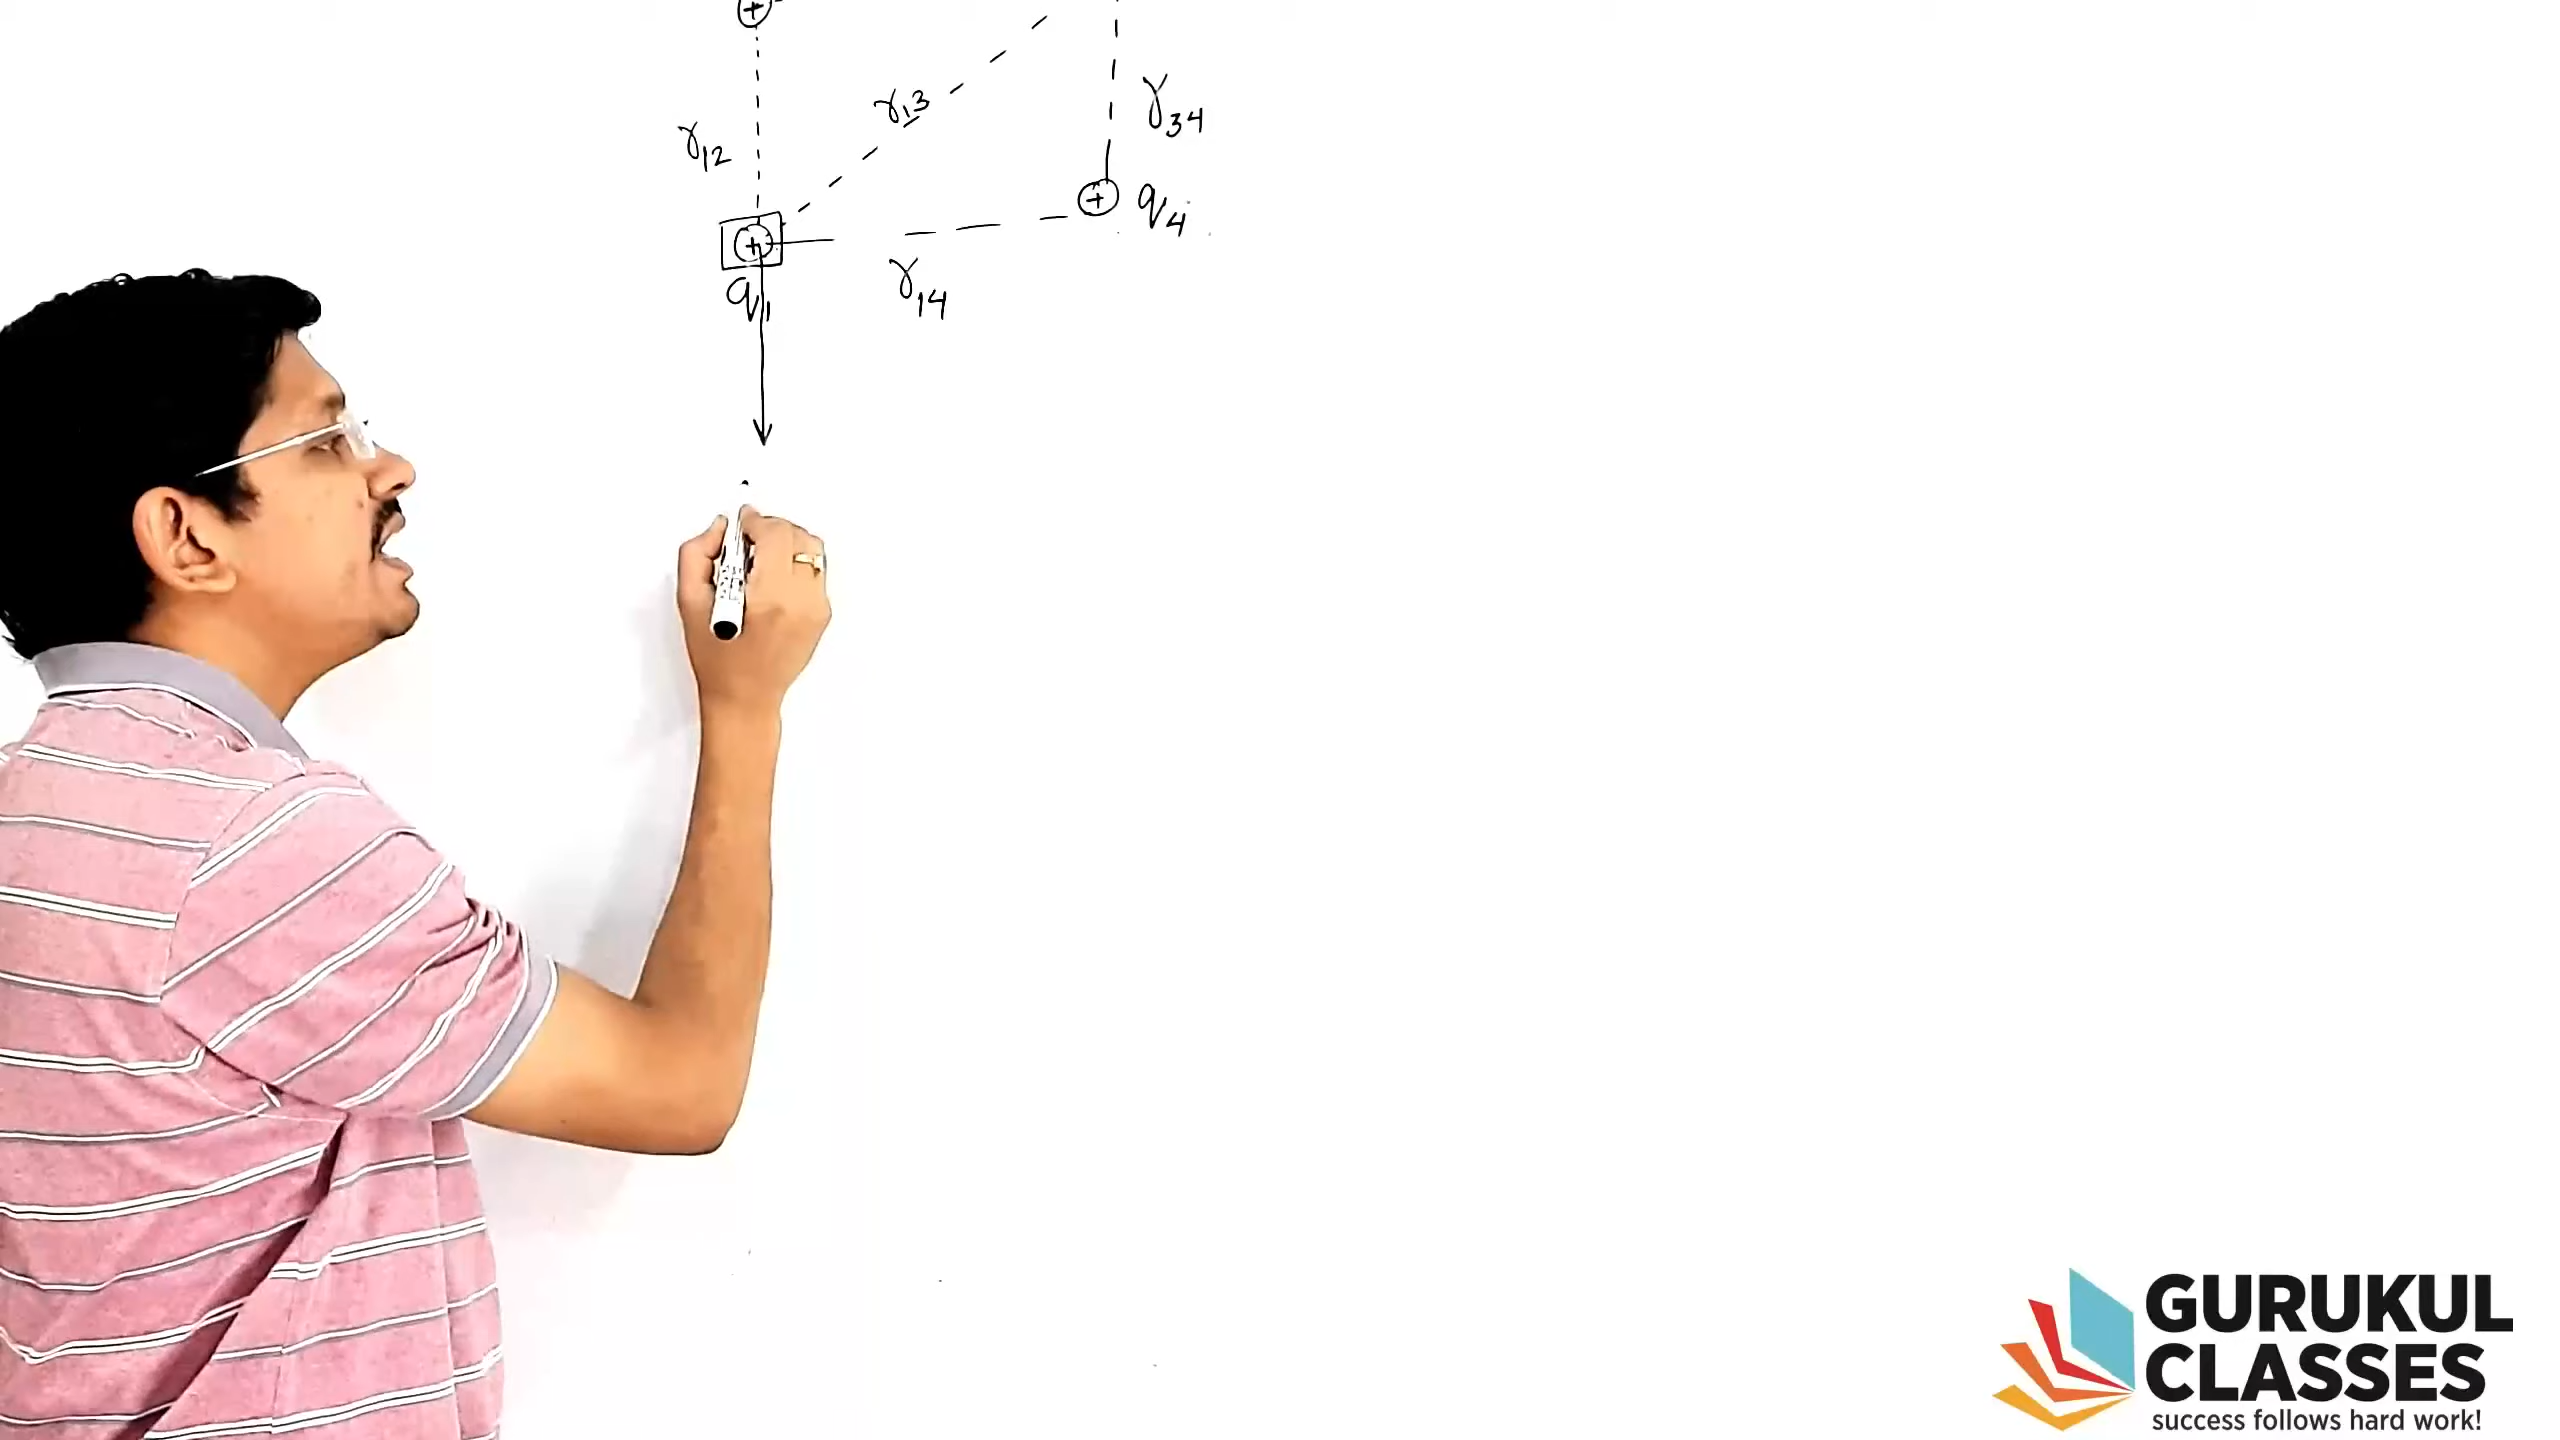 +
r13
r34
r12
+ q4
+
q1
r14
GURUKUL
CLASSES
success follows hard work!